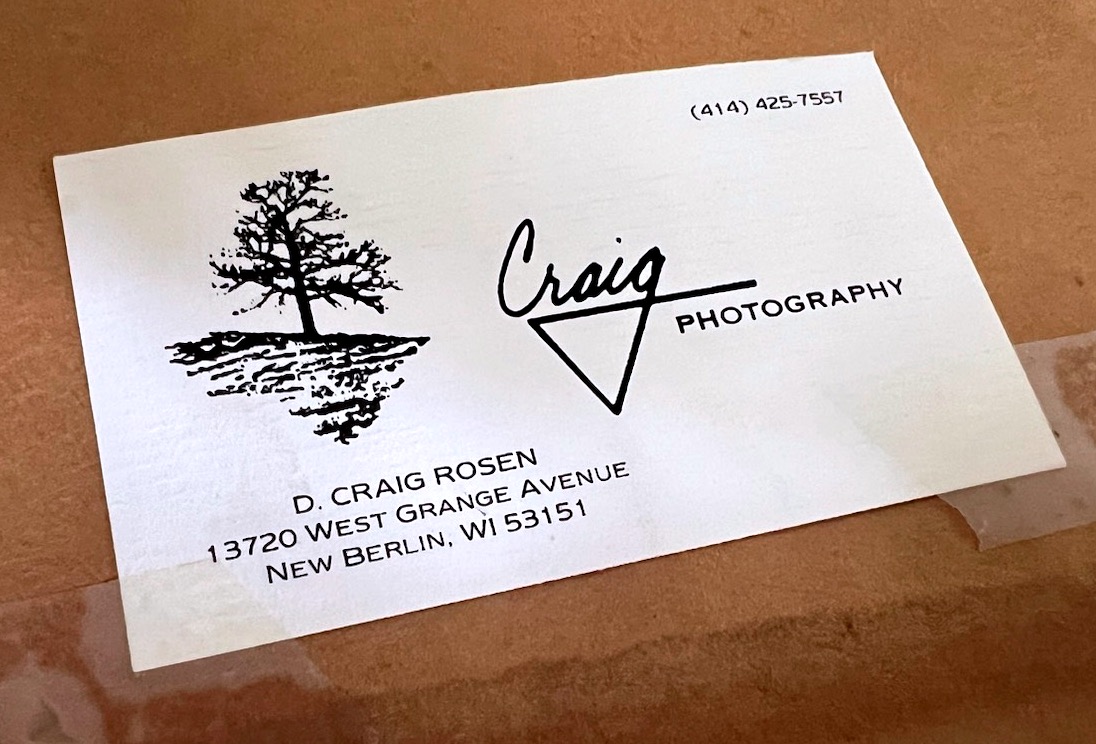 (414) 425-7557
Craig
PHOTOGRAPHY
D. CRAIG ROSEN
13720 WEST GRANGE AVENUE
NEW BERLIN, WI 53151